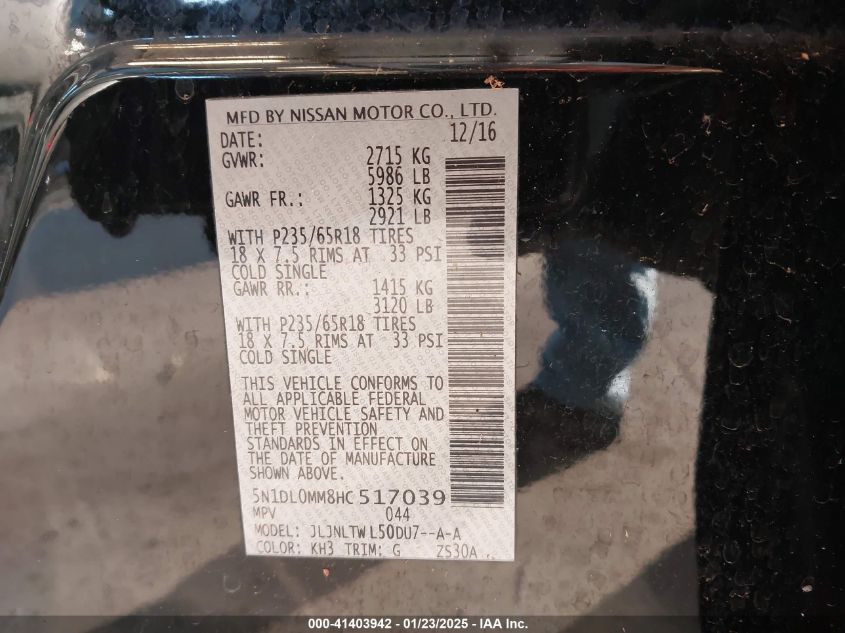 MFD BY NISSAN MOTOR CO., LTD.
DATE: 12/16
GVWR: 2715 KG
5986 LB
GAWR FR.: 1325 KG
2921 LB
WITH P235/65R18 TIRES
18 X 7.5 RIMS AT 33 PSI
COLD SINGLE
GAWR RR.: 1415 KG
3120 LB
WITH P235/65R18 TIRES
18 X 7.5 RIMS AT 33 PSI
COLD SINGLE
THIS VEHICLE CONFORMS TO
ALL APPLICABLE FEDERAL
MOTOR VEHICLE SAFETY AND
THEFT PREVENTION
STANDARDS IN EFFECT ON
THE DATE OF MANUFACTURE
SHOWN ABOVE.
5N1DL0MM8HC517039
MPV 044
MODEL: JLJNLTWL50DU7--A-A
COLOR: KH3 TRIM: G ZS30A
000-41403942 - 01/23/2025 - IAA Inc.